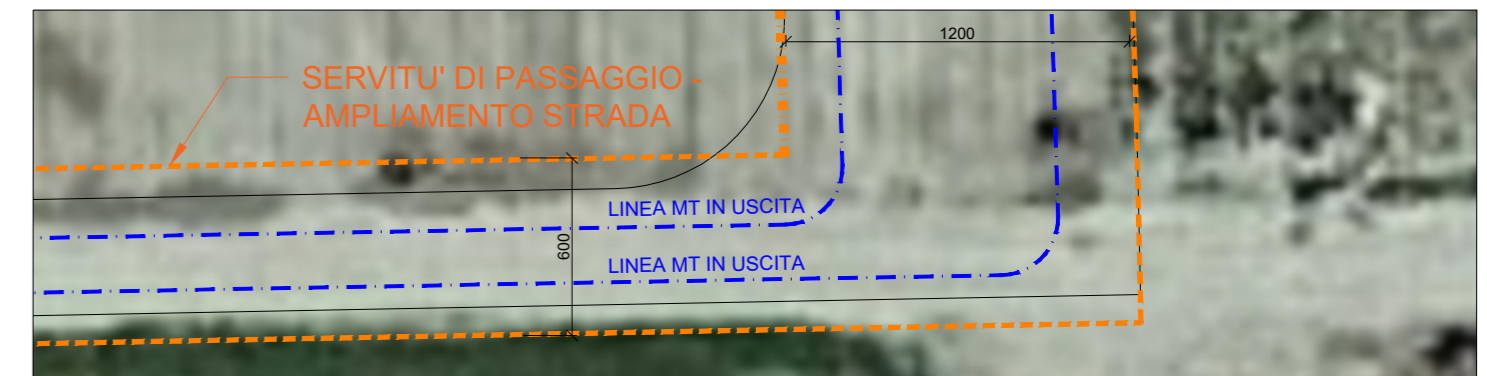 1200
SERVITU' DI PASSAGGIO -
AMPLIAMENTO STRADA
LINEA MT IN USCITA
600
LINEA MT IN USCITA